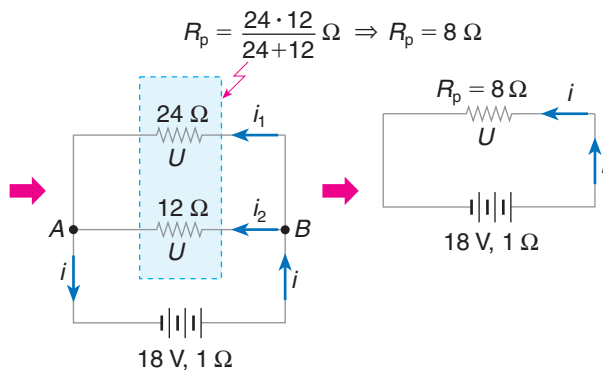 Rp = 24 · 12 / 24+12 Ω ⇒ Rp = 8 Ω
24 Ω
i1
U
12 Ω
i2
A
B
U
i
i
18 V, 1 Ω
Rp = 8 Ω
i
U
i
18 V, 1 Ω